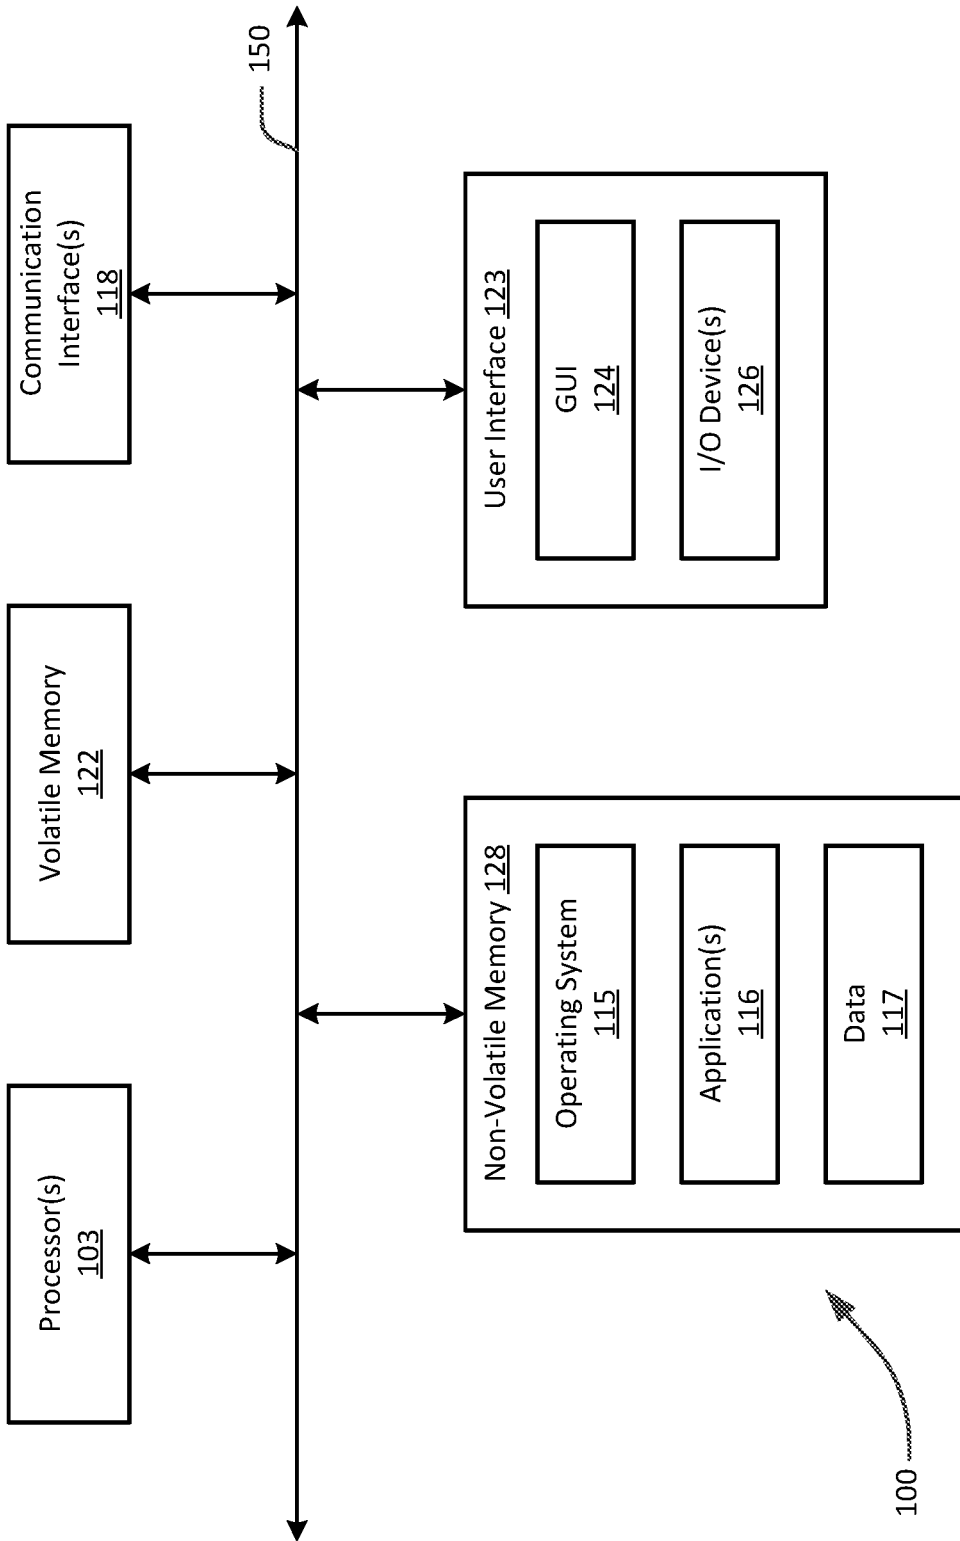 Processor(s)
103
Volatile Memory
122
Communication
Interface(s)
118
150
Non-Volatile Memory 128
Operating System
115
Application(s)
116
Data
117
User Interface 123
GUI
124
I/O Device(s)
126
100